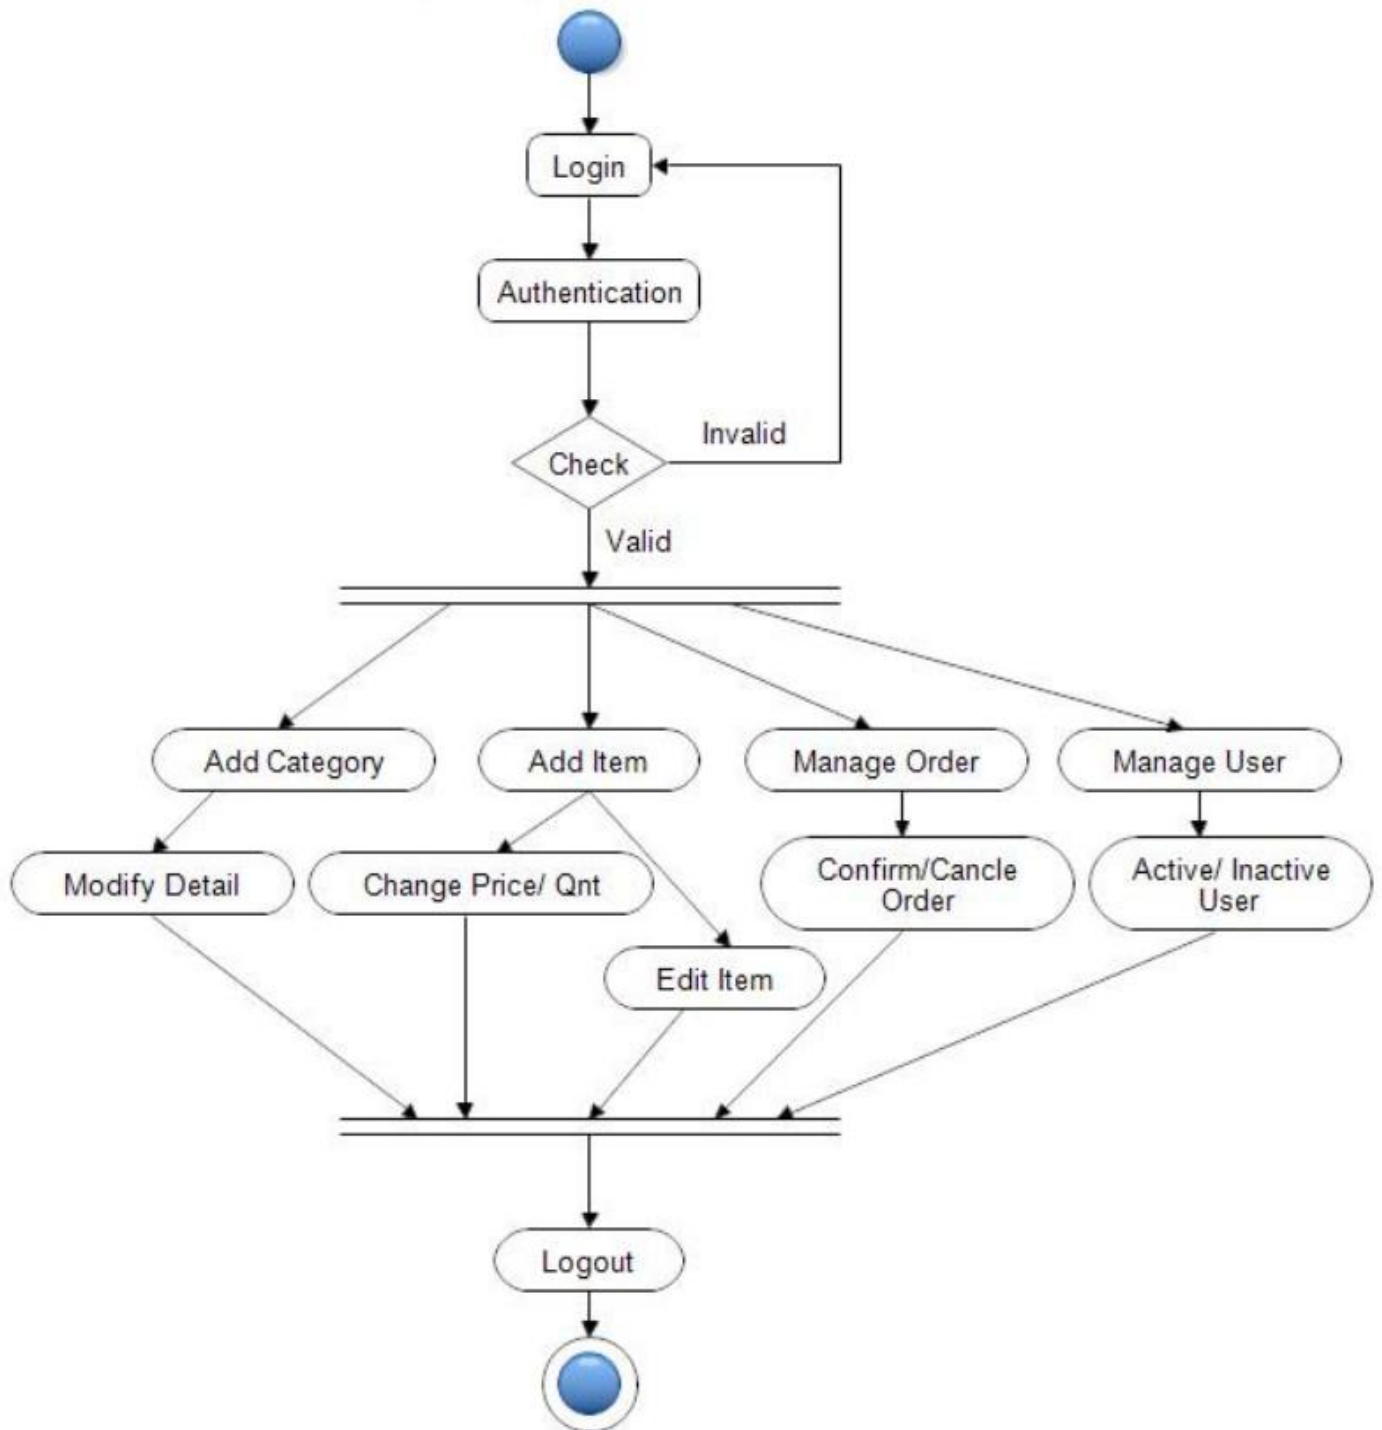 Login
Authentication
Invalid
Check
Valid
Add Category
Add Item
Manage Order
Manage User
Modify Detail
Change Price/ Qnt
Confirm/Cancle
Order
Active/ Inactive
User
Edit Item
Logout